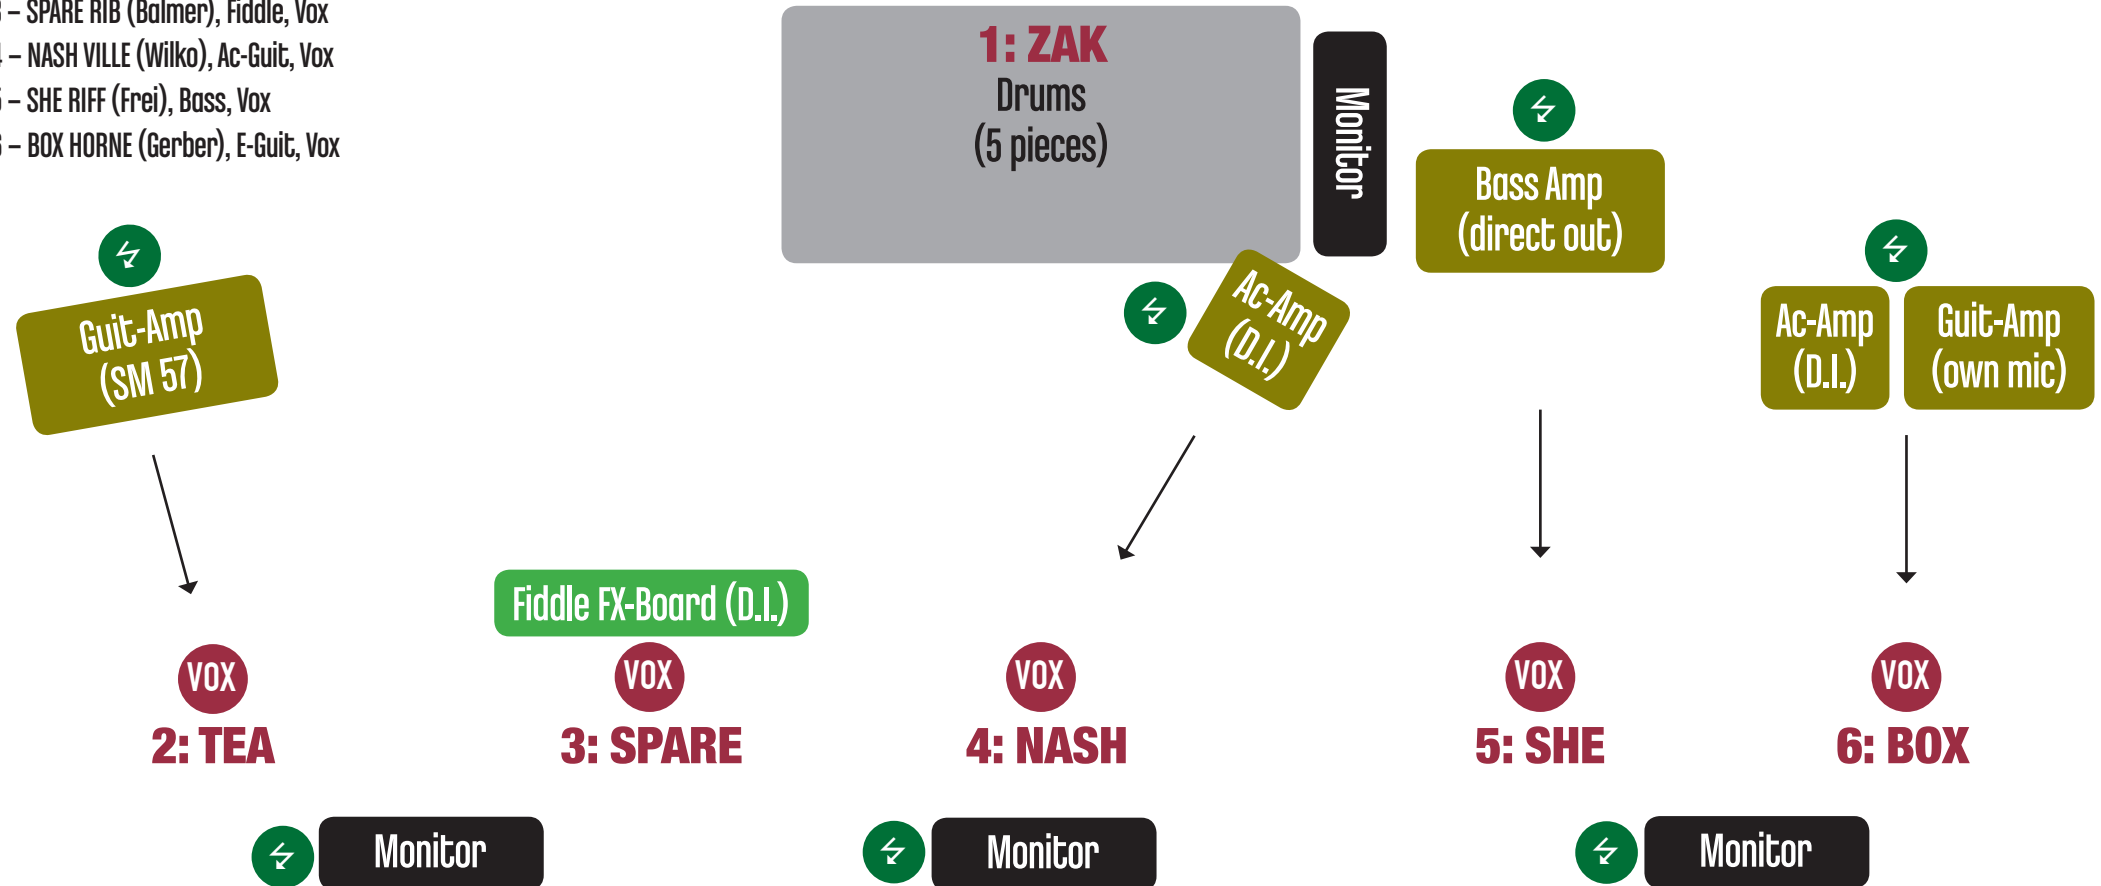 – SPARE RIB (Balmer), Fiddle, Vox
– NASH VILLE (Wilko), Ac-Guit, Vox
– SHE RIFF (Frei), Bass, Vox
– BOX HORNE (Gerber), E-Guit, Vox
1: ZAK
Drums
(5 pieces)
Monitor
Bass Amp
(direct out)
Guit-Amp
(SM 57)
Ac-Amp
(D.I.)
Ac-Amp
(D.I.)
Guit-Amp
(own mic)
Fiddle FX-Board (D.I.)
VOX
VOX
VOX
VOX
VOX
2: TEA
3: SPARE
4: NASH
5: SHE
6: BOX
Monitor
Monitor
Monitor